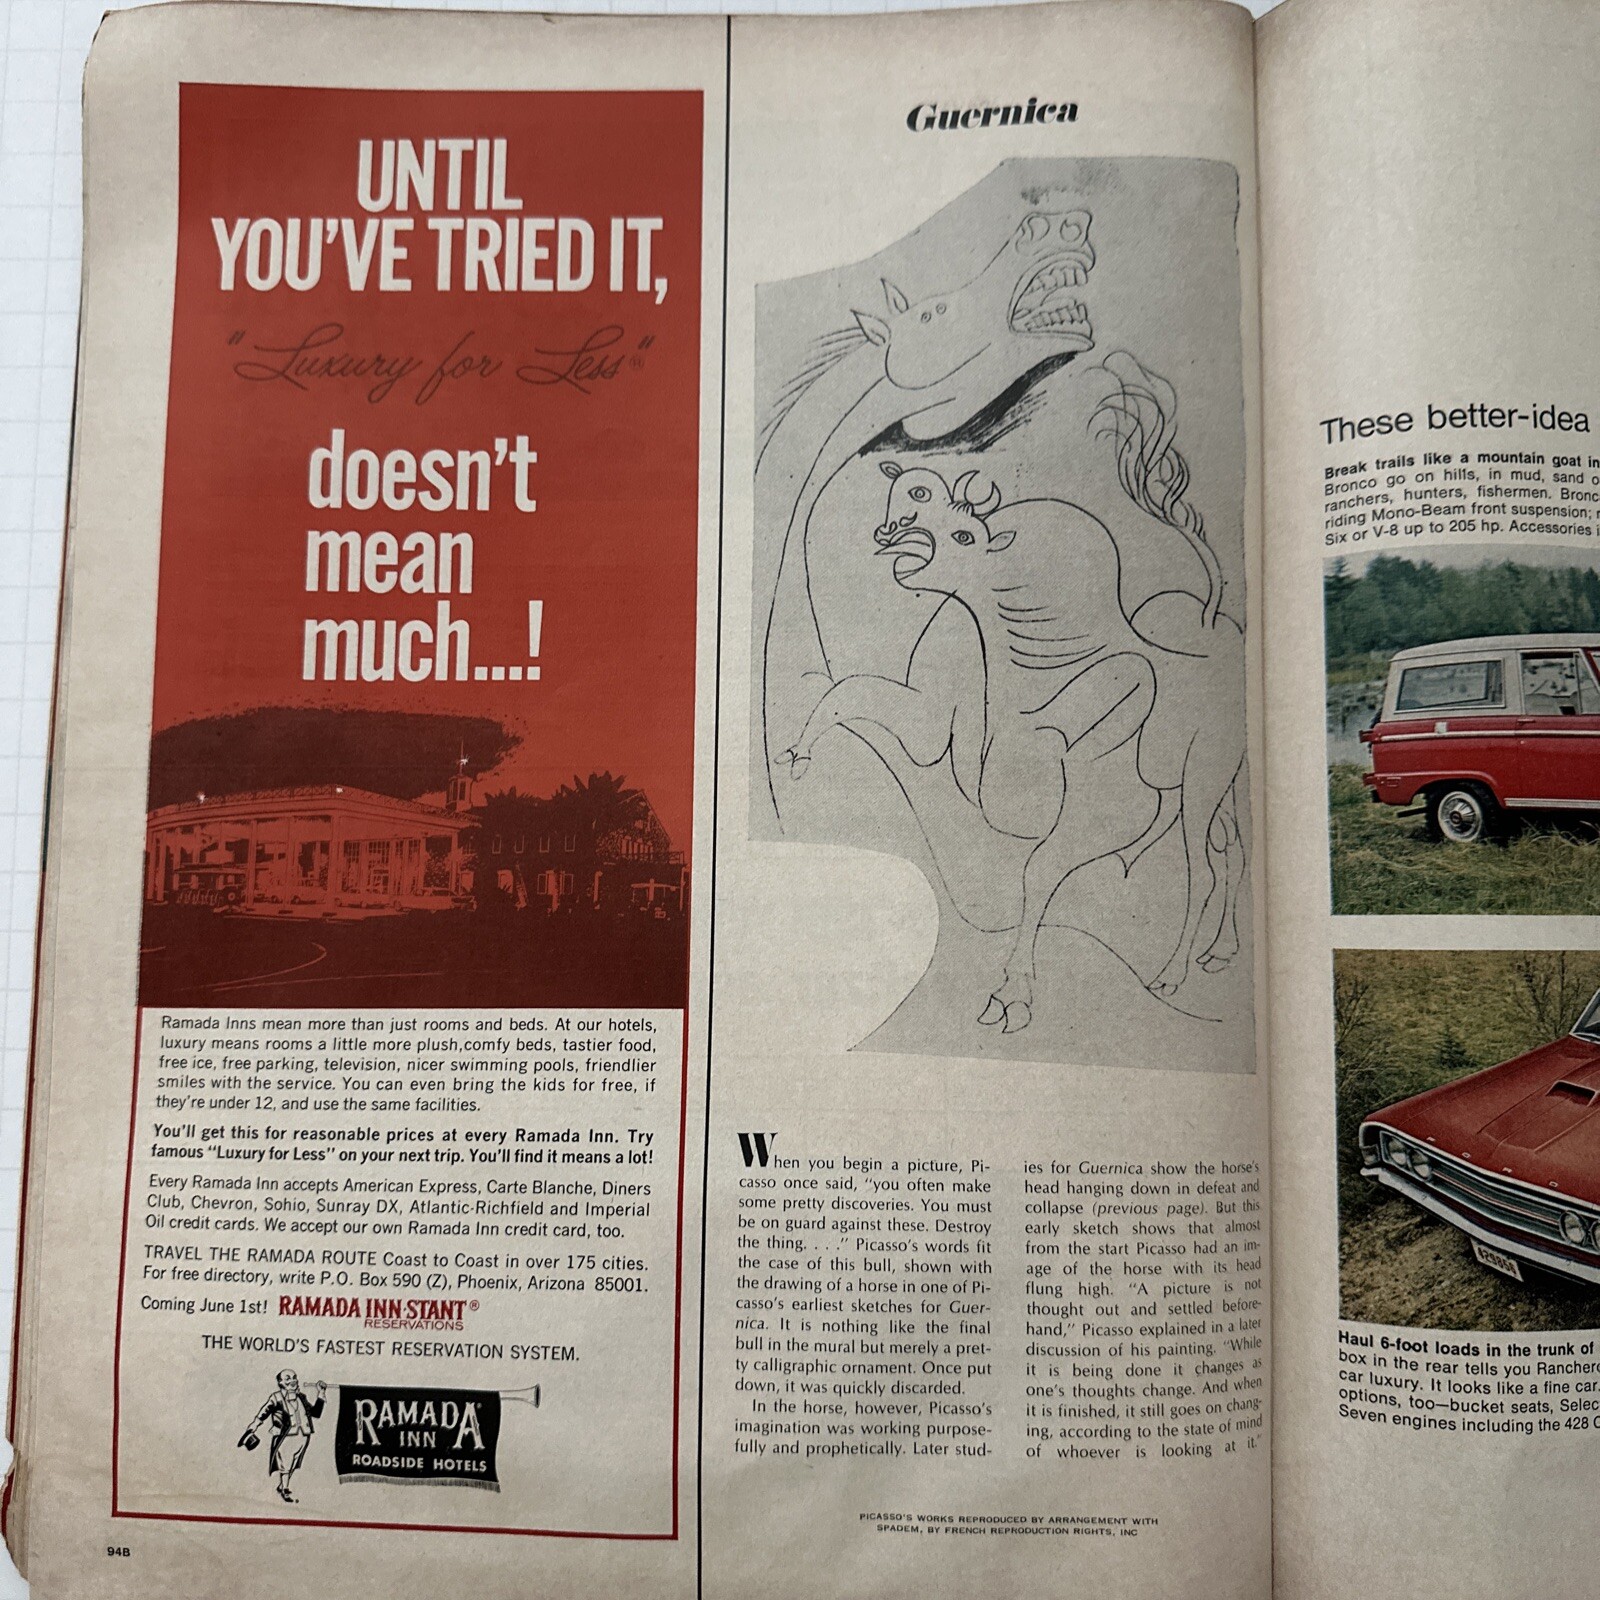 UNTIL
YOU'VE TRIED IT,
"Luxury for Less"®
doesn't
mean
much...!
Ramada Inns mean more than just rooms and beds. At our hotels,
luxury means rooms a little more plush,comfy beds, tastier food,
free ice, free parking, television, nicer swimming pools, friendlier
smiles with the service. You can even bring the kids for free, if
they're under 12, and use the same facilities.
You'll get this for reasonable prices at every Ramada Inn. Try
famous "Luxury for Less" on your next trip. You'll find it means a lot!
Every Ramada Inn accepts American Express, Carte Blanche, Diners
Club, Chevron, Sohio, Sunray DX, Atlantic-Richfield and Imperial
Oil credit cards. We accept our own Ramada Inn credit card, too.
TRAVEL THE RAMADA ROUTE Coast to Coast in over 175 cities.
For free directory, write P.O. Box 590 (Z), Phoenix, Arizona 85001.
Coming June 1st! RAMADA INN·STANT®
RESERVATIONS
THE WORLD'S FASTEST RESERVATION SYSTEM.
RAMADA
INN
ROADSIDE HOTELS
94B
Guernica
When you begin a picture, Pi-
casso once said, "you often make
some pretty discoveries. You must
be on guard against these. Destroy
the thing. . . ." Picasso's words fit
the case of this bull, shown with
the drawing of a horse in one of Pi-
casso's earliest sketches for Guer-
nica. It is nothing like the final
bull in the mural but merely a pret-
ty calligraphic ornament. Once put
down, it was quickly discarded.
In the horse, however, Picasso's
imagination was working purpose-
fully and prophetically. Later stud-
ies for Guernica show the horse's
head hanging down in defeat and
collapse (previous page). But this
early sketch shows that almost
from the start Picasso had an im-
age of the horse with its head
flung high. "A picture is not
thought out and settled before-
hand," Picasso explained in a later
discussion of his painting. "While
it is being done it changes as
one's thoughts change. And when
it is finished, it still goes on chang-
ing, according to the state of mind
of whoever is looking at it."
PICASSO'S WORKS REPRODUCED BY ARRANGEMENT WITH
SPADEM, BY FRENCH REPRODUCTION RIGHTS, INC
These better-idea
Break trails like a mountain goat in
Bronco go on hills, in mud, sand
ranchers, hunters, fishermen.
riding Mono-Beam front suspension;
Six or V-8 up to 205 hp. Accessories
FORD
Haul 6-foot loads in the trunk of
box in the rear tells you
car luxury. It looks like a fine car.
options, too—bucket seats,
Seven engines including the 428